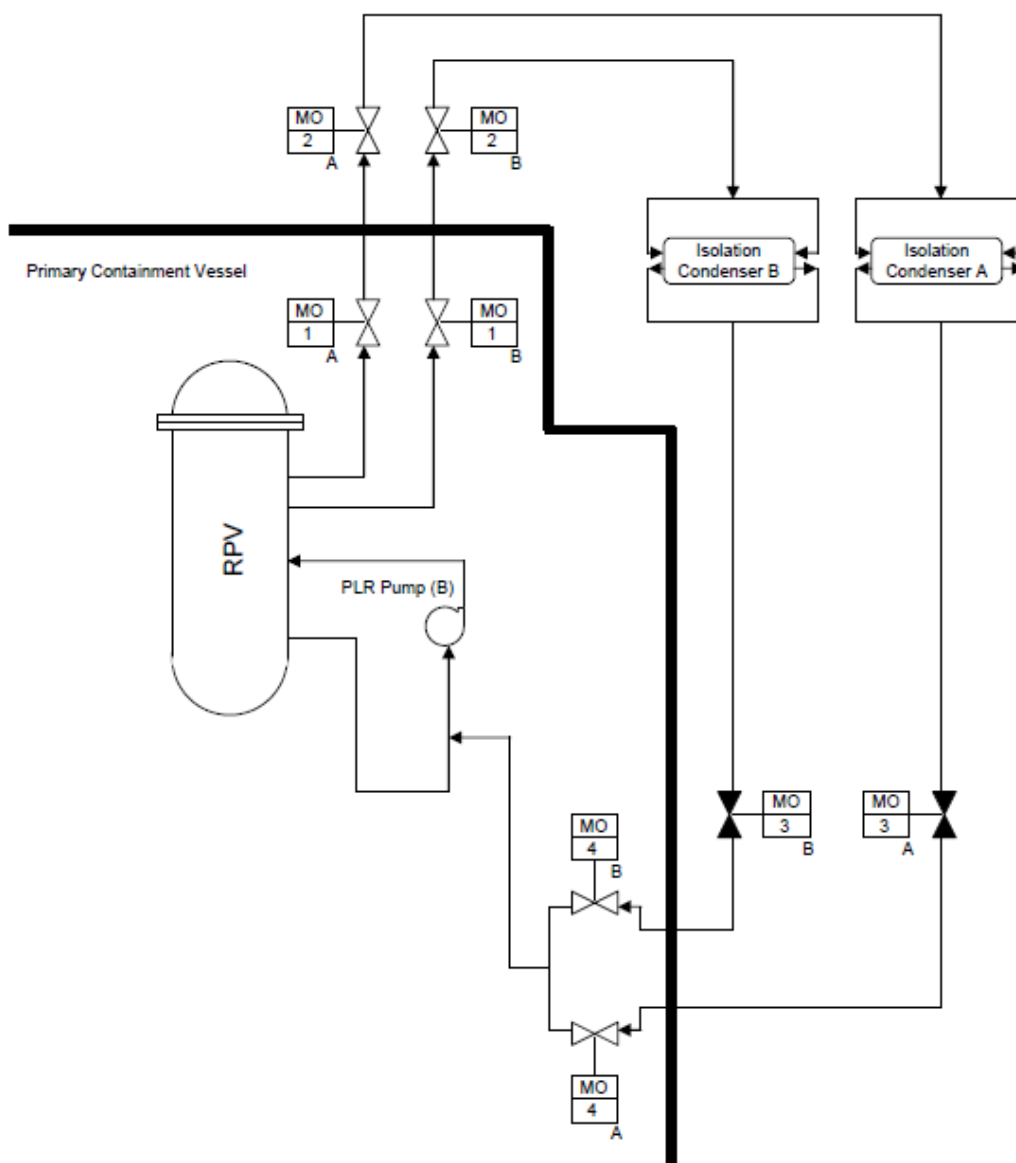 MO
2
A
MO
2
B
Primary Containment Vessel
Isolation
Condenser B
Isolation
Condenser A
MO
1
A
MO
1
B
RPV
PLR Pump (B)
MO
3
B
MO
3
A
MO
4
B
MO
4
A